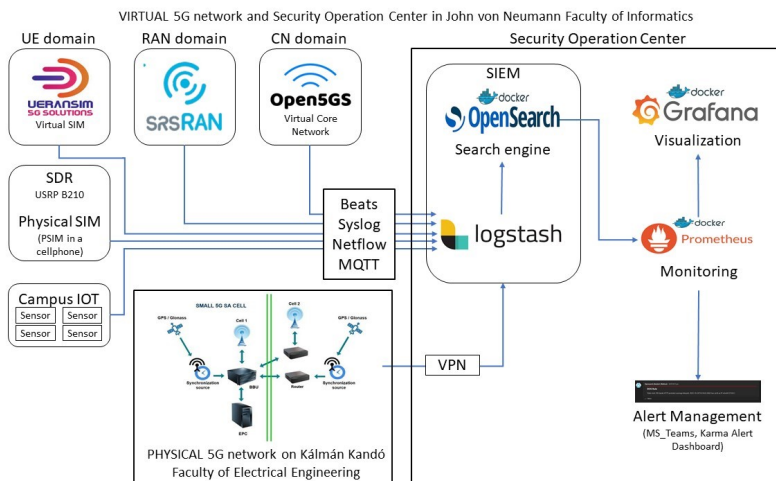 VIRTUAL 5G network and Security Operation Center in John von Neumann Faculty of Informatics
UE domain
RAN domain
CN domain
Security Operation Center
UERANSIM
5G SOLUTIONS
Virtual SIM
srsRAN
Open5GS
Virtual Core
Network
SIEM
docker
OpenSearch
Search engine
docker
Grafana
Visualization
SDR
USRP B210
Physical SIM
(PSIM in a
cellphone)
Beats
Syslog
Netflow
MQTT
logstash
docker
Prometheus
Monitoring
Campus IOT
Sensor
Sensor
Sensor
Sensor
SMALL 5G SA CELL
GPS / Glonass
Cell 1
Cell 2
GPS / Glonass
Synchronization
source
BBU
Router
Synchronization
source
EPC
PHYSICAL 5G network on Kálmán Kandó
Faculty of Electrical Engineering
VPN
Alert Management
(MS_Teams, Karma Alert
Dashboard)